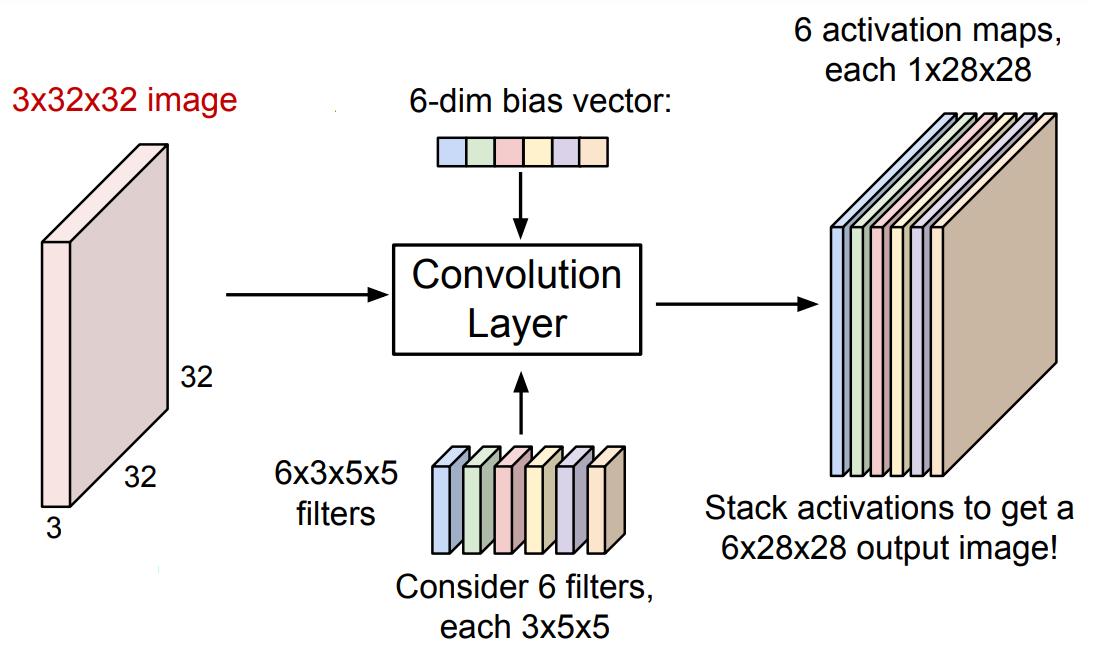 6 activation maps,
each 1x28x28
3x32x32 image
6-dim bias vector:
Convolution
Layer
32
32
3
6x3x5x5
filters
Consider 6 filters,
each 3x5x5
Stack activations to get a
6x28x28 output image!